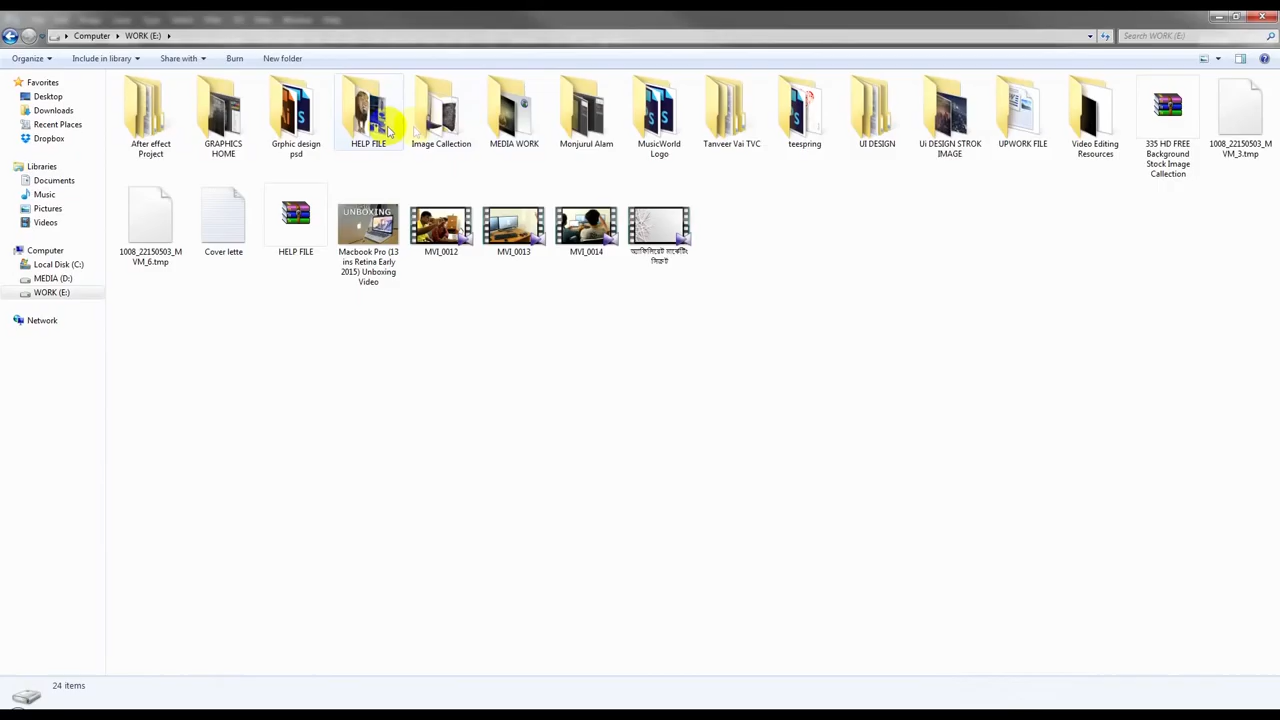 Computer WORK (E:) Search WORK (E:)
Organize Include in library Share with Burn New folder
Favorites
Desktop
Downloads
Recent Places
Dropbox
Libraries
Documents
Music
Pictures
Videos
Computer
Local Disk (C:)
MEDIA (D:)
WORK (E:)
Network
After effect
Project
GRAPHICS
HOME
Grphic design
psd
HELP FILE
Image Collection
MEDIA WORK
Monjurul Alam
MusicWorld
Logo
Tanveer Vai TVC
teespring
UI DESIGN
Ui DESIGN STROK
IMAGE
UPWORK FILE
Video Editing
Resources
335 HD FREE
Background
Stock Image
Collection
1008_22150503_M
VM_3.tmp
1008_22150503_M
VM_6.tmp
Cover lette
HELP FILE
UNBOXING
Macbook Pro (13
ins Retina Early
2015) Unboxing
Video
MVI_0012
MVI_0013
MVI_0014
অ্যাফিলিয়েট মার্কেটিং
সিক্রেট
24 items